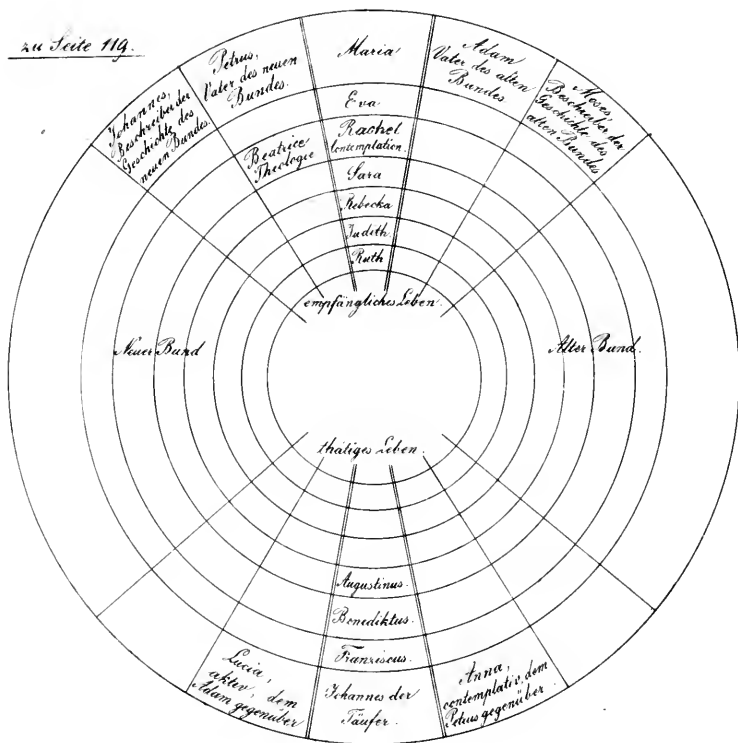 zu Seite 119.
Johannes,
Beschreiber der
Geschichte des
neuen Bundes.
Petrus,
Vater des neuen
Bundes.
Maria
Adam
Vater des alten
Bundes.
Moses,
Beschreiber der
Geschichte des
alten Bundes
Eva.
Beatrice
Theologie
Rachel
contemplation.
Sara
Rebecka
Judith.
Ruth
empfängliches Leben.
Neuer Bund
Alter Bund.
thätiges Leben.
Augustinus.
Benediktus.
Franziscus.
Lucia,
aktiv, dem
Adam gegenüber
Johannes der
Täufer.
Anna,
contemplativ, dem
Petrus gegenüber